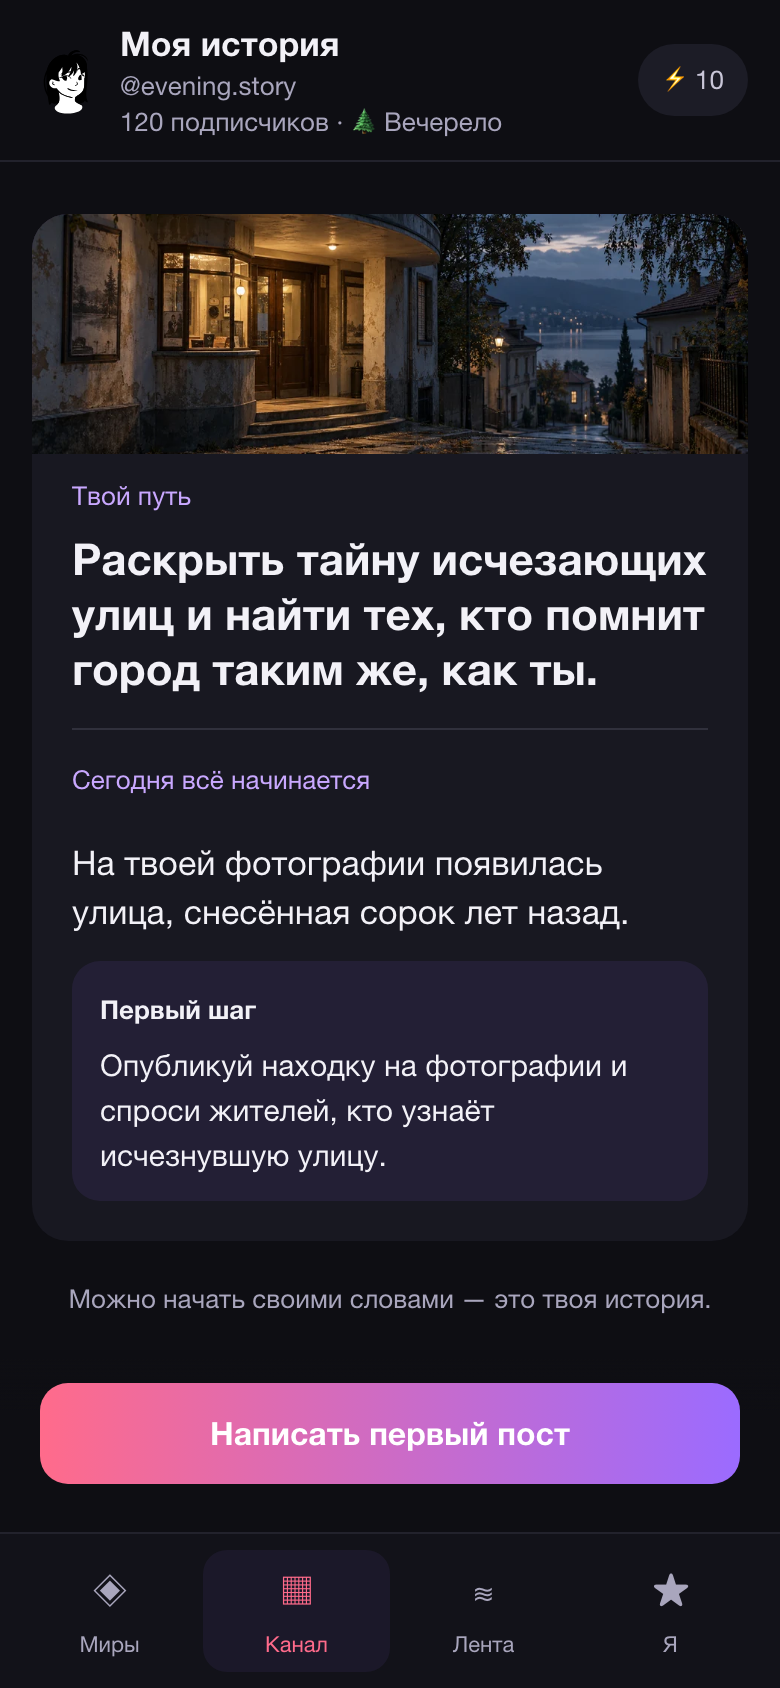 Моя история
@evening.story
120 подписчиков · 🌲 Вечерело
⚡ 10
Твой путь
Раскрыть тайну исчезающих
улиц и найти тех, кто помнит
город таким же, как ты.
Сегодня всё начинается
На твоей фотографии появилась
улица, снесённая сорок лет назад.
Первый шаг
Опубликуй находку на фотографии и
спроси жителей, кто узнаёт
исчезнувшую улицу.
Можно начать своими словами — это твоя история.
Написать первый пост
Миры
Канал
Лента
Я